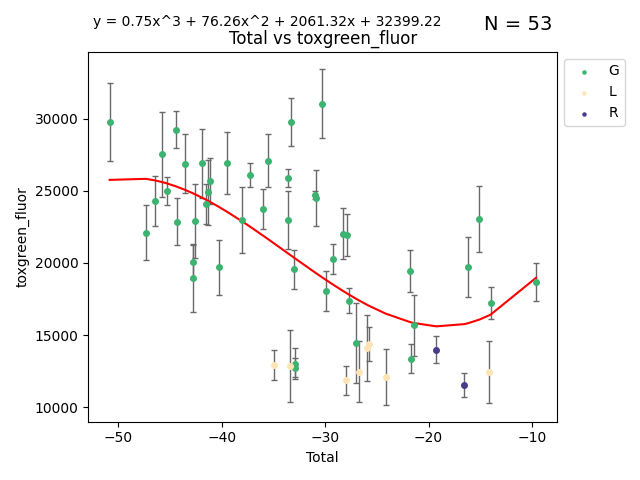 y = 0.75x^3 + 76.26x^2 + 2061.32x + 32399.22
N = 53
Total vs toxgreen_fluor
G
L
R
toxgreen_fluor
30000
25000
20000
15000
10000
−50
−40
−30
−20
−10
Total